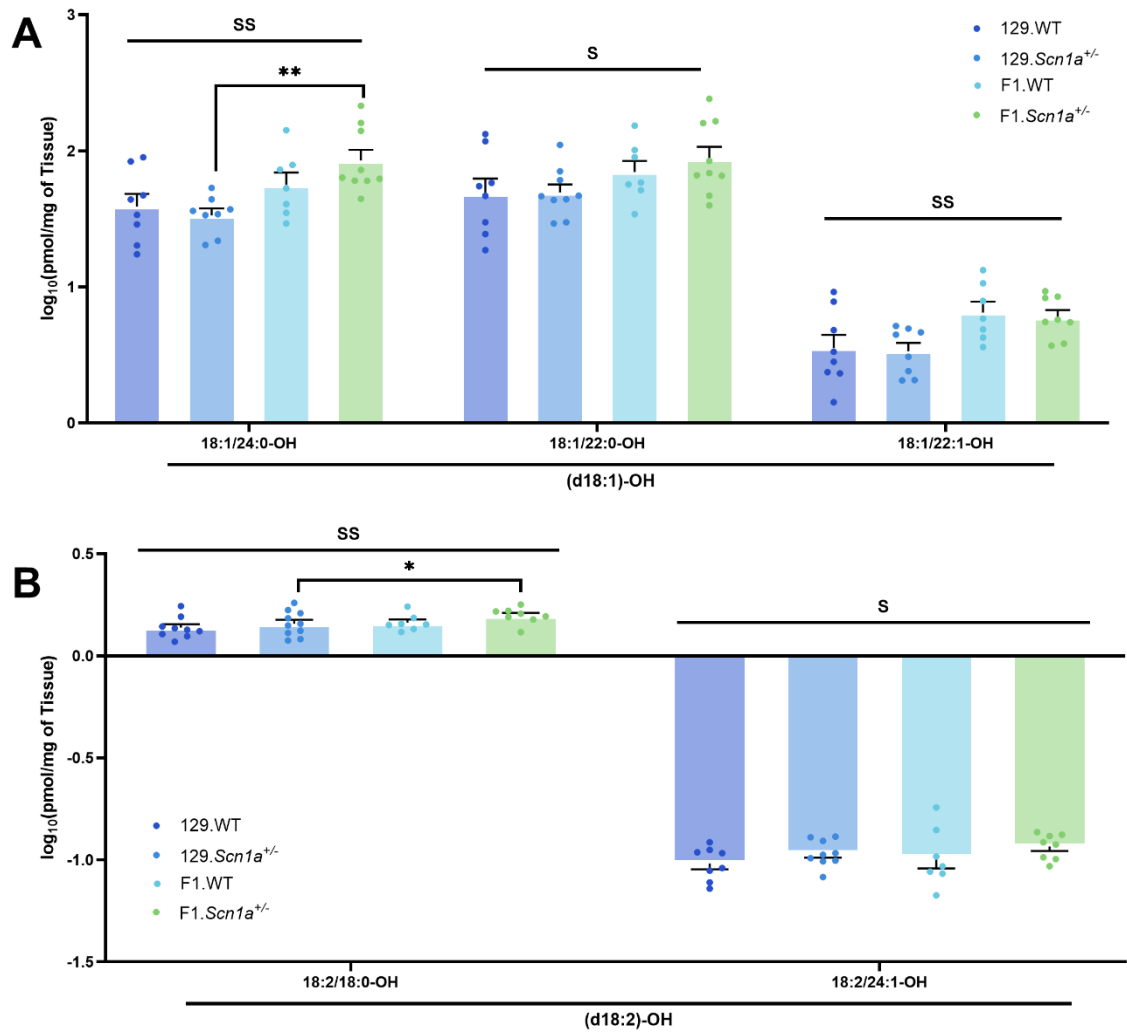 A
3
SS
S
129.WT
129.Scn1a+/-
F1.WT
F1.Scn1a+/-
**
2
SS
1
0
log10(pmol/mg of Tissue)
18:1/24:0-OH
18:1/22:0-OH
18:1/22:1-OH
(d18:1)-OH
B
0.5
SS
*
S
0.0
-0.5
-1.0
-1.5
log10(pmol/mg of Tissue)
129.WT
129.Scn1a+/-
F1.WT
F1.Scn1a+/-
18:2/18:0-OH
18:2/24:1-OH
(d18:2)-OH